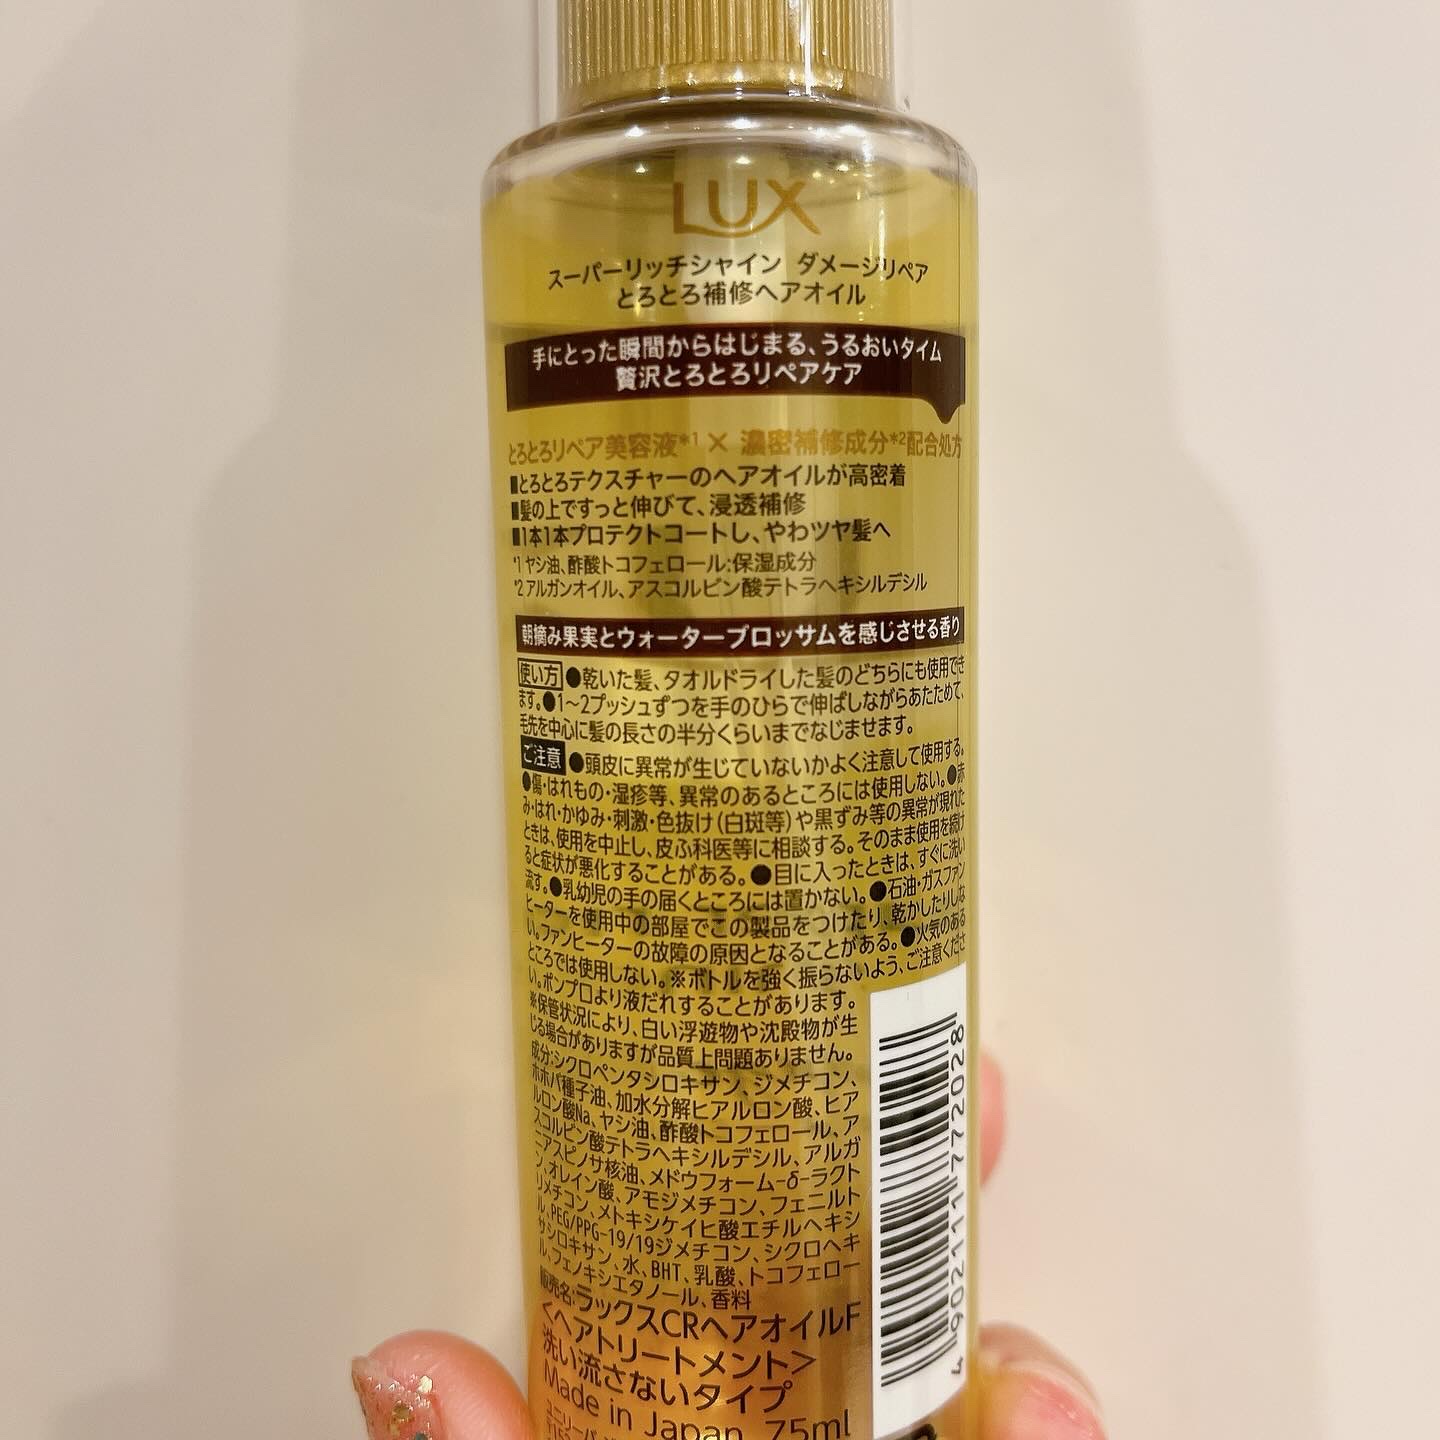 LUX
スーパーリッチシャイン ダメージリペア
とろとろ補修ヘアオイル
手にとった瞬間からはじまる、うるおいタイム
贅沢とろとろリペアケア
とろとろリペア美容液*1 × 濃密補修成分*2配合処方
■とろとろテクスチャーのヘアオイルが高密着
■髪の上ですっと伸びて、浸透補修
■1本1本プロテクトコートし、やわツヤ髪へ
*1 ヤシ油、酢酸トコフェロール:保湿成分
*2 アルガンオイル、アスコルビン酸テトラヘキシルデシル
朝摘み果実とウォーターブロッサムを感じさせる香り
使い方 ●乾いた髪、タオルドライした髪のどちらにも使用でき
ます。●1〜2プッシュずつを手のひらで伸ばしながらあたためて、
毛先を中心に髪の長さの半分くらいまでなじませます。
ご注意 ●頭皮に異常が生じていないかよく注意して使用する。
●傷・はれもの・湿疹等、異常のあるところには使用しない。●赤
み・はれ・かゆみ・刺激・色抜け(白斑等)や黒ずみ等の異常が現れた
ときは、使用を中止し、皮ふ科医等に相談する。そのまま使用を続け
ると症状が悪化することがある。●目に入ったときは、すぐに洗い
流す。●乳幼児の手の届くところには置かない。●石油・ガスファン
ヒーターを使用中の部屋でこの製品をつけたり、乾かしたりしな
い。ファンヒーターの故障の原因となることがある。●火気のある
ところでは使用しない。※ボトルを強く振らないよう、ご注意くださ
い。ポンプ口より液だれすることがあります。
※保管状況により、白い浮遊物や沈殿物が生
じる場合がありますが品質上問題ありません。
成分:シクロペンタシロキサン、ジメチコン、
ホホバ種子油、加水分解ヒアルロン酸、ヒア
ルロン酸Na、ヤシ油、酢酸トコフェロール、ア
スコルビン酸テトラヘキシルデシル、アルガ
ニアスピノサ核油、メドウフォーム-δ-ラクト
ン、オレイン酸、アモジメチコン、フェニルト
リメチコン、メトキシケイヒ酸エチルヘキシ
ル、PEG/PPG-19/19ジメチコン、シクロヘキ
サシロキサン、水、BHT、乳酸、トコフェロー
ル、フェノキシエタノール、香料
販売名:ラックスCRヘアオイルF
<ヘアトリートメント>
洗い流さないタイプ
Made in Japan 75ml
ユニリーバ
4 902111 772028